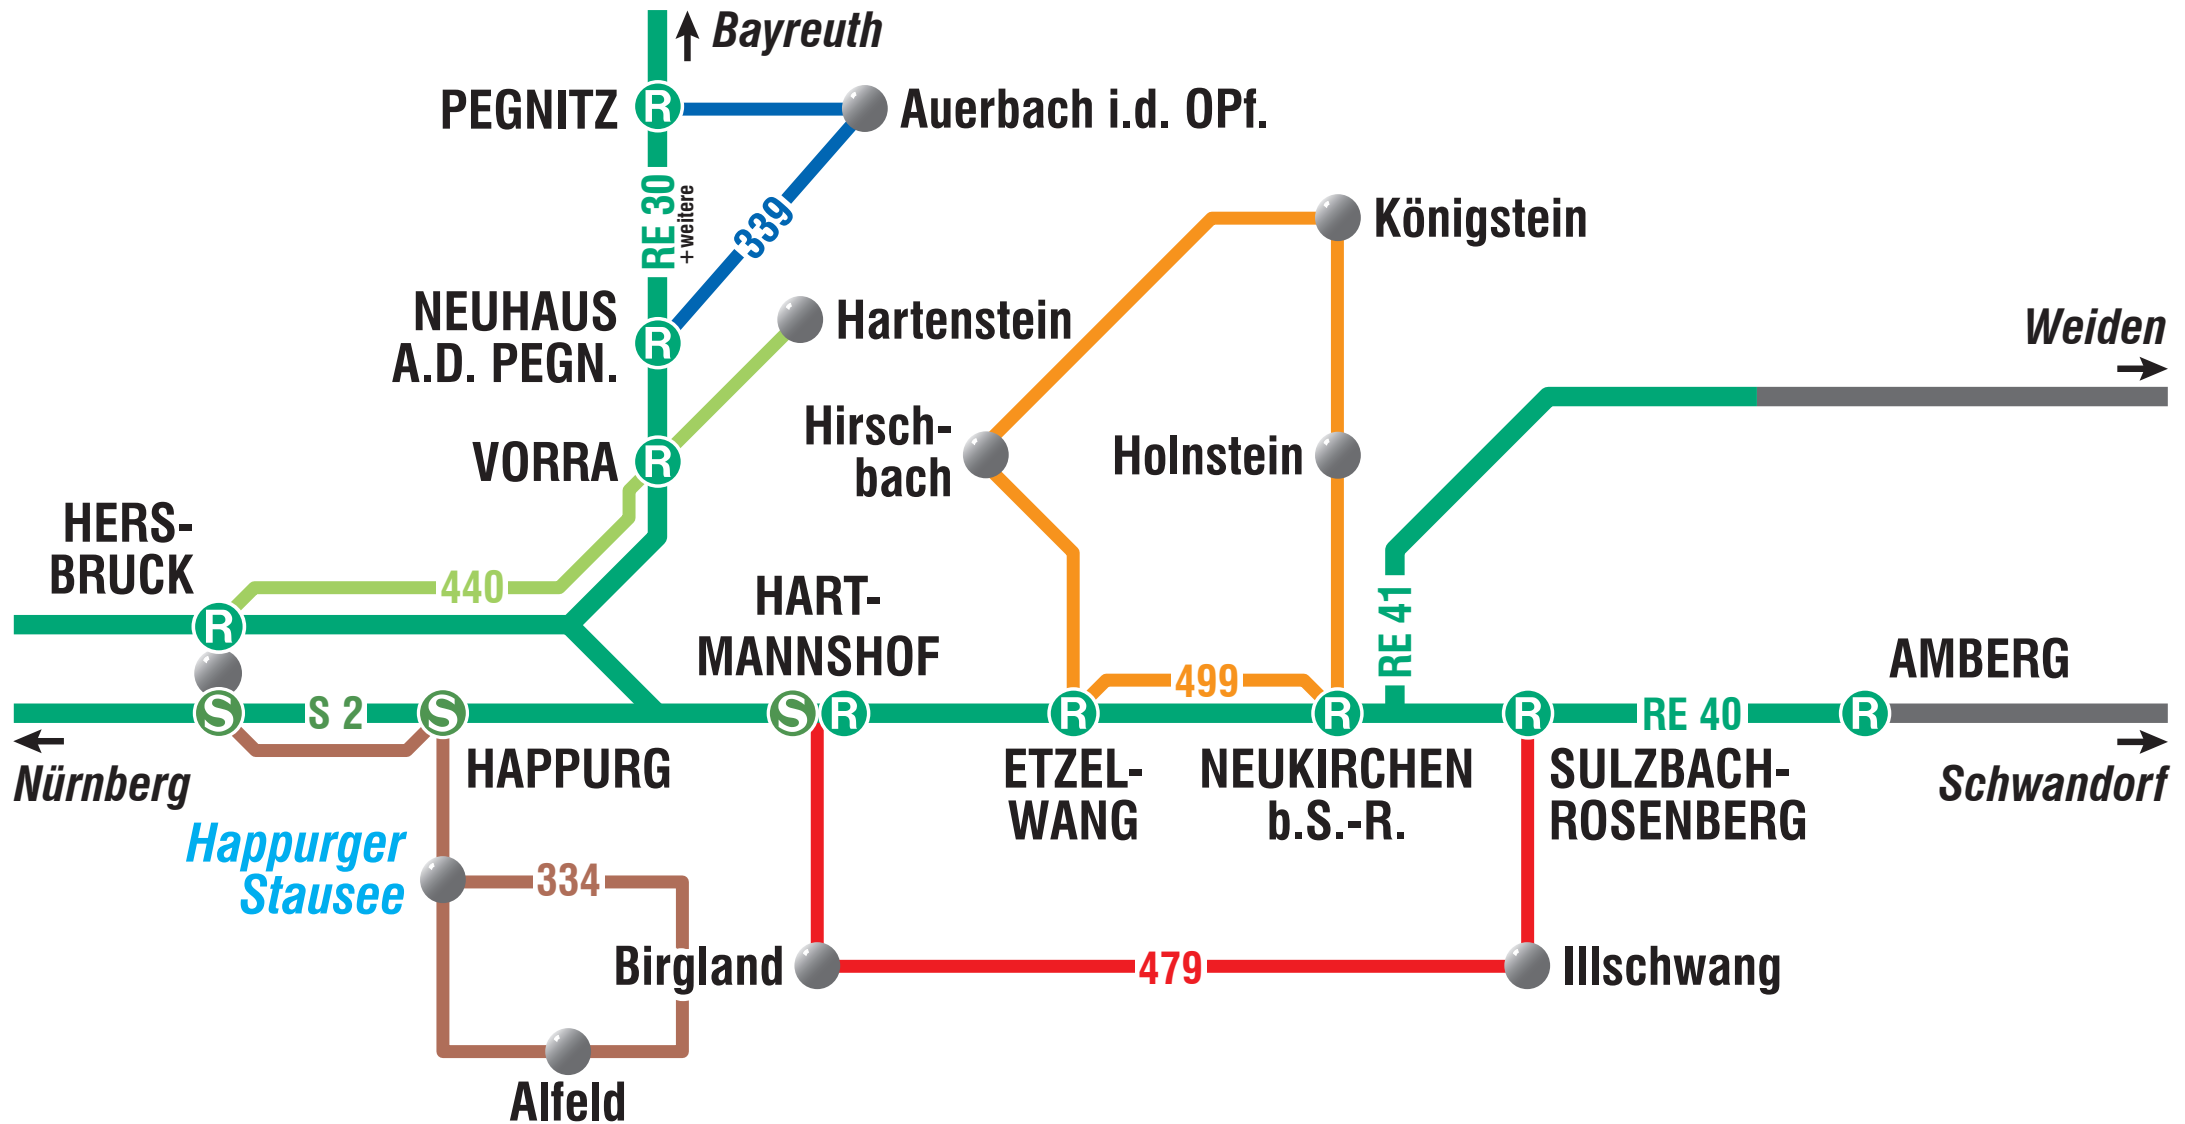 Bayreuth
PEGNITZ
R
Auerbach i.d. OPf.
RE 30
+ weitere
339
Königstein
NEUHAUS
A.D. PEGN.
R
Hartenstein
Weiden
Hirsch-
bach
Holnstein
VORRA
R
HERS-
BRUCK
440
R
HART-
MANNSHOF
499
RE 41
AMBERG
S
S 2
S
S
R
R
R
R
RE 40
R
Nürnberg
HAPPURG
ETZEL-
WANG
NEUKIRCHEN
b.S.-R.
SULZBACH-
ROSENBERG
Schwandorf
Happurger
Stausee
334
Birgland
479
Illschwang
Alfeld